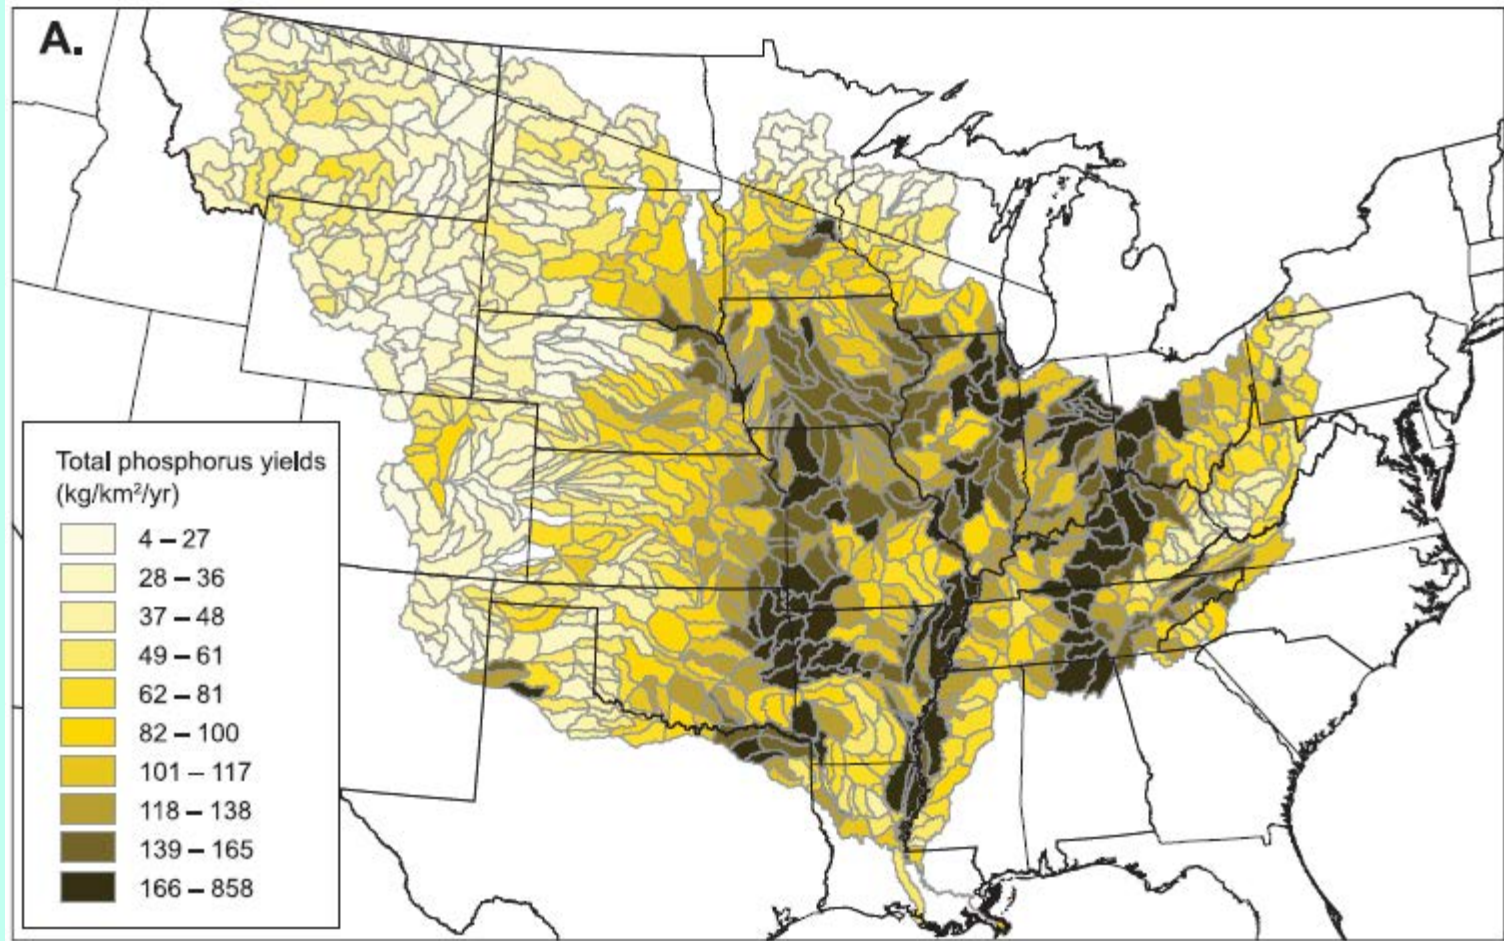 A.
Total phosphorus yields
(kg/km²/yr)
4 – 27
28 – 36
37 – 48
49 – 61
62 – 81
82 – 100
101 – 117
118 – 138
139 – 165
166 – 858